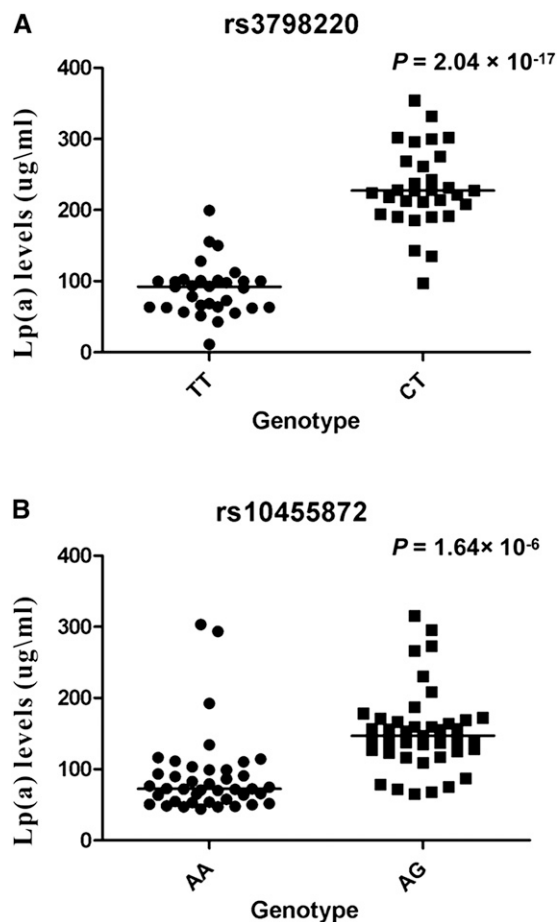 A
rs3798220
P = 2.04 × 10-17
Lp(a) levels (ug\ml)
400
300
200
100
0
TT
CT
Genotype
B
rs10455872
P = 1.64× 10-6
Lp(a) levels (ug\ml)
400
300
200
100
0
AA
AG
Genotype